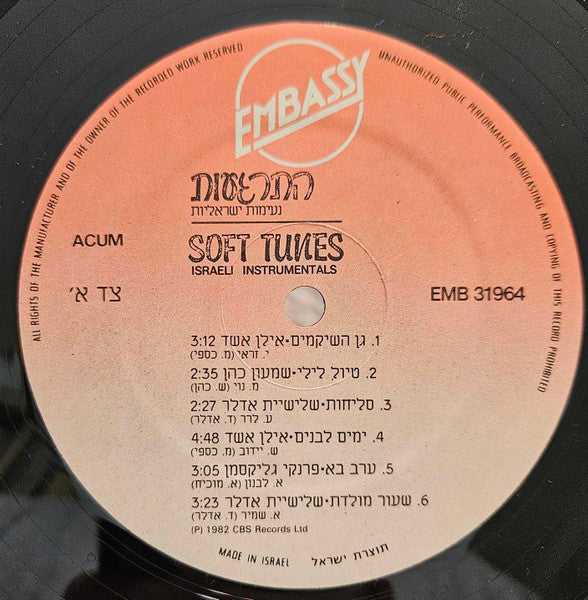 ALL RIGHTS OF THE MANUFACTURER AND OF THE OWNER OF THE RECORDED WORK RESERVED
UNAUTHORIZED PUBLIC PERFORMANCE BROADCASTING AND COPYING OF THIS RECORD PROHIBITED
EMBASSY
התרגעות
נעימות ישראליות
SOFT TUNES
ISRAELI INSTRUMENTALS
ACUM
צד א'
EMB 31964
1. גן השיקמים•אילן אשד 3:12
י. זראי (מ. כספי)
2. טיול לילי•שמעון כהן 2:35
מ. נוי (ש. כהן)
3. סליחות•שלישיית אדלר 2:27
ע. לרר (ד. אדלר)
4. ימים לבנים•אילן אשד 4:48
ש. יידוב (מ. כספי)
5. ערב בא•פרנקי גליקסמן 3:05
א. לבנון (א. מוכיח)
6. שעור מולדת•שלישיית אדלר 3:23
א. שמיר (ד. אדלר)
(P) 1982 CBS Records Ltd
MADE IN ISRAEL תוצרת ישראל